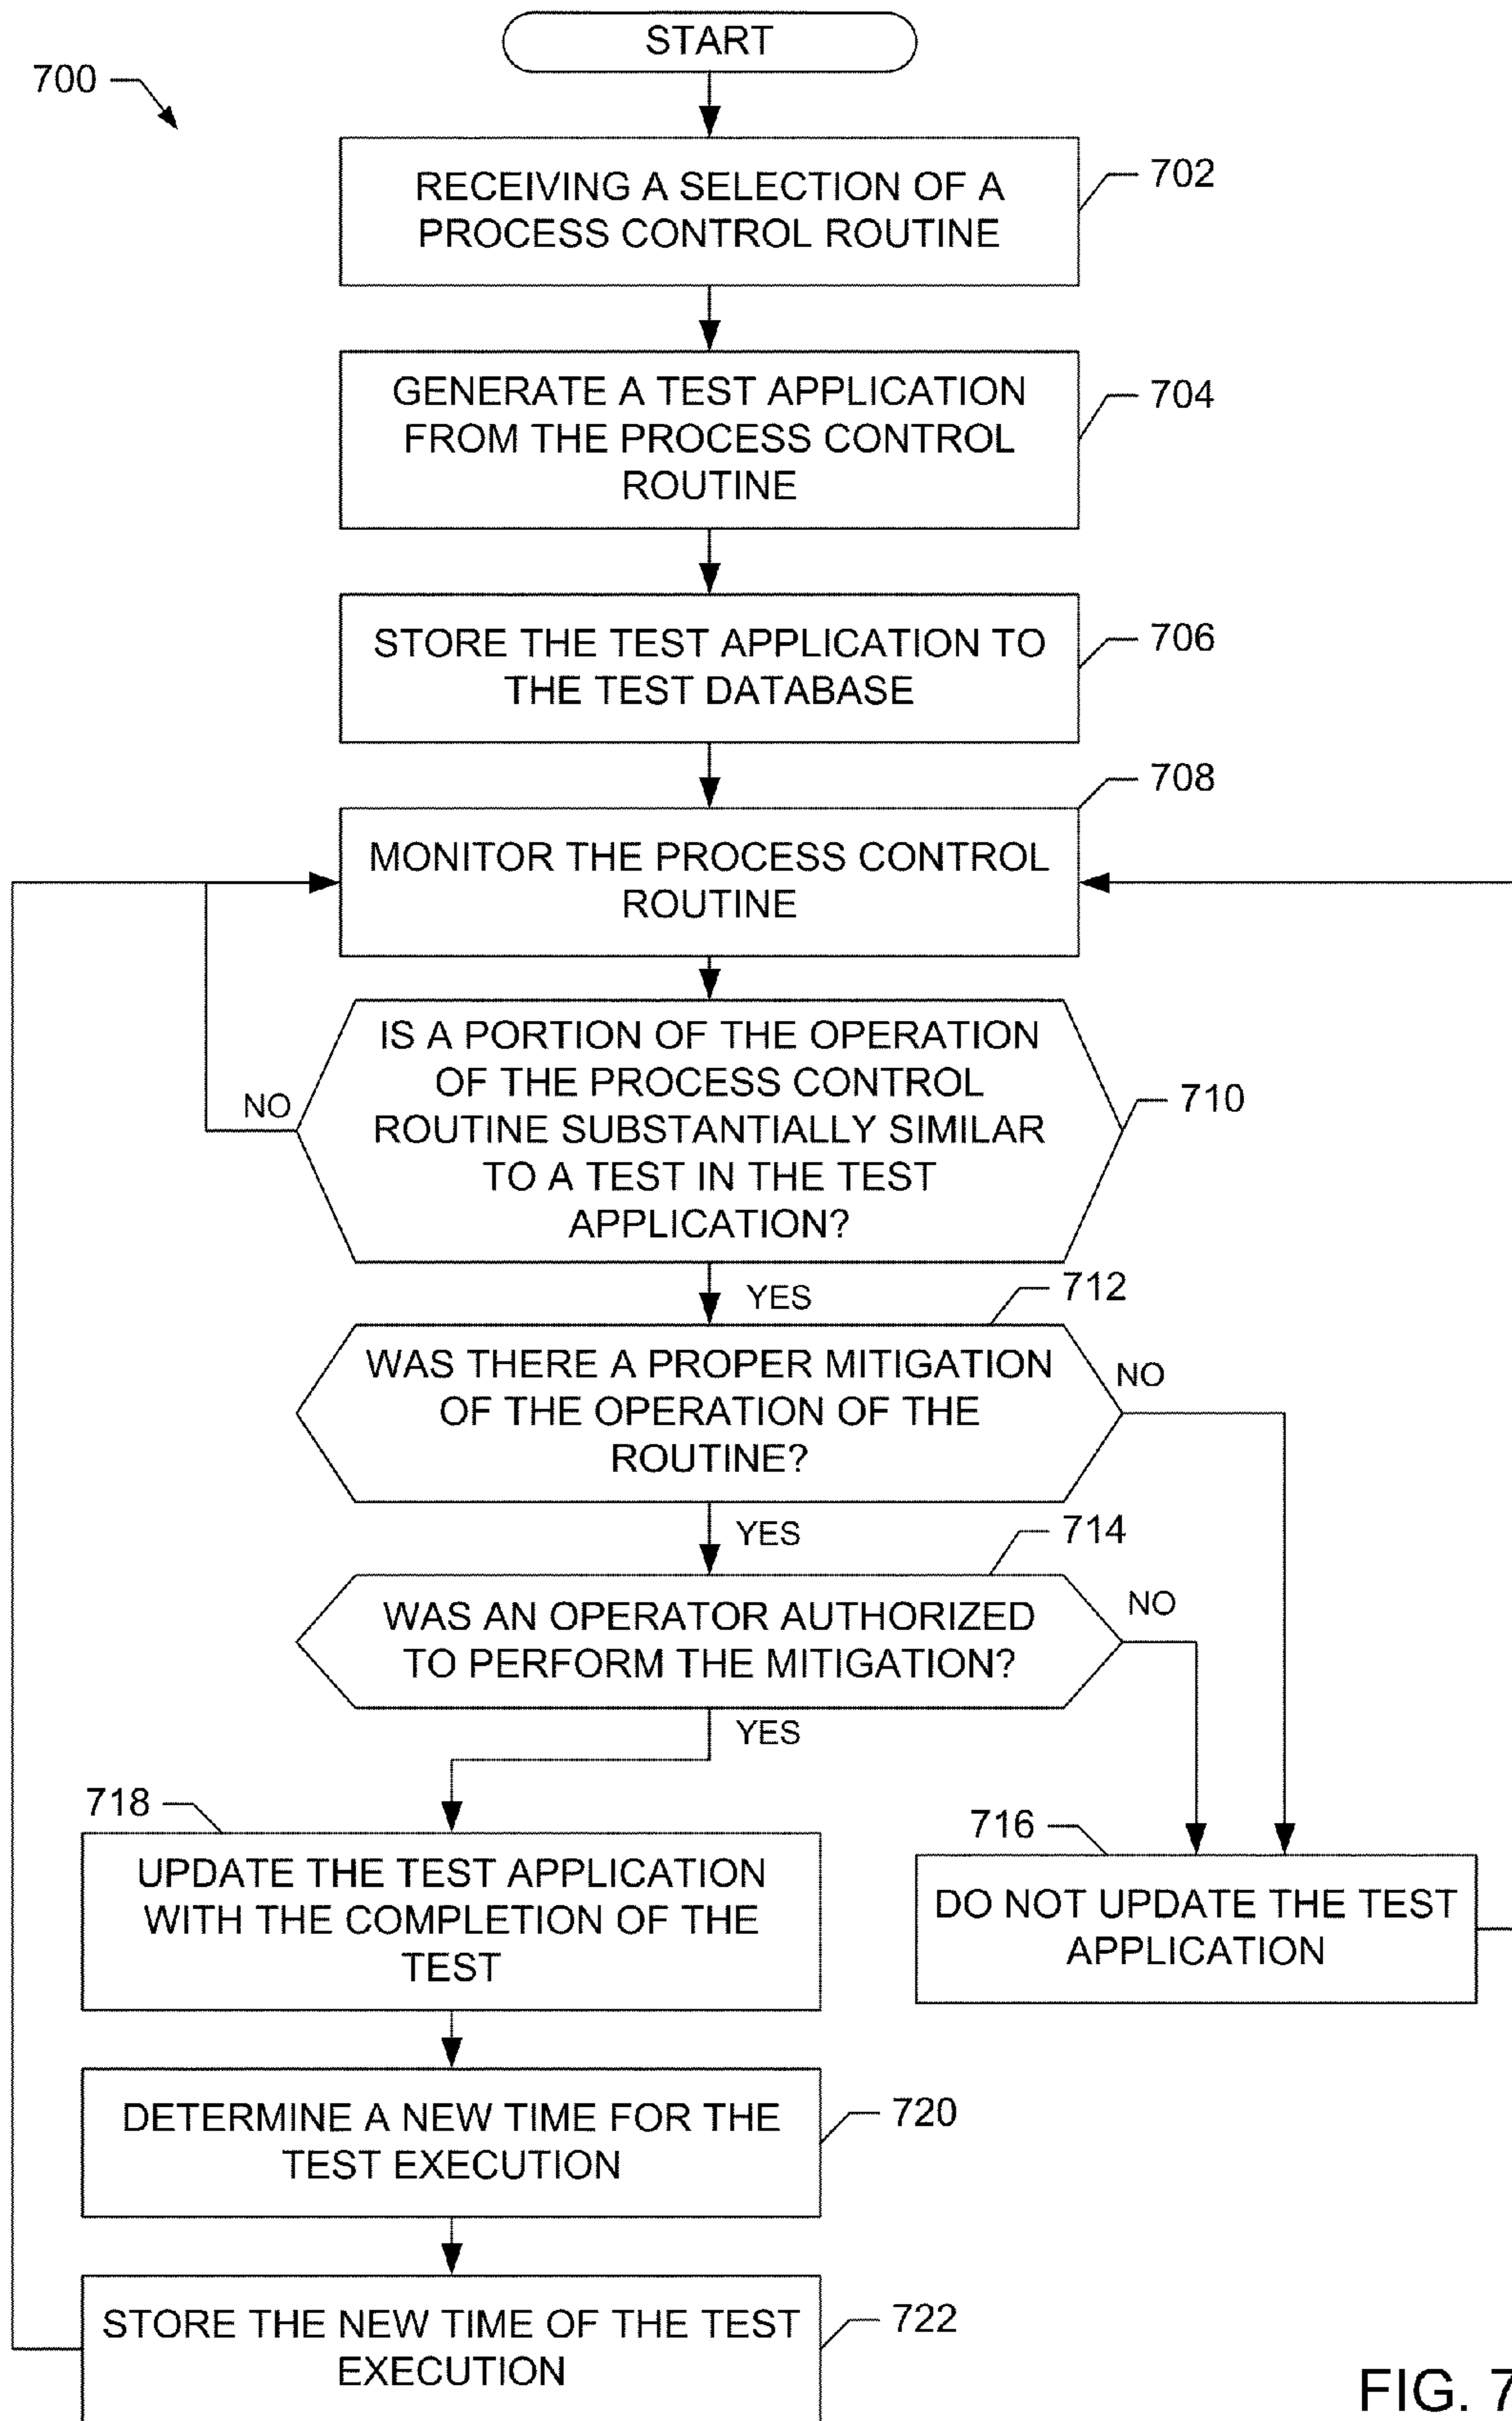 START
700
RECEIVING A SELECTION OF A
PROCESS CONTROL ROUTINE
702
GENERATE A TEST APPLICATION
FROM THE PROCESS CONTROL
ROUTINE
704
STORE THE TEST APPLICATION TO
THE TEST DATABASE
706
708
MONITOR THE PROCESS CONTROL
ROUTINE
IS A PORTION OF THE OPERATION
OF THE PROCESS CONTROL
ROUTINE SUBSTANTIALLY SIMILAR
TO A TEST IN THE TEST
APPLICATION?
NO
710
YES
712
WAS THERE A PROPER MITIGATION
OF THE OPERATION OF THE
ROUTINE?
NO
YES
714
WAS AN OPERATOR AUTHORIZED
TO PERFORM THE MITIGATION?
NO
YES
718
UPDATE THE TEST APPLICATION
WITH THE COMPLETION OF THE
TEST
716
DO NOT UPDATE THE TEST
APPLICATION
DETERMINE A NEW TIME FOR THE
TEST EXECUTION
720
STORE THE NEW TIME OF THE TEST
EXECUTION
722
FIG. 7